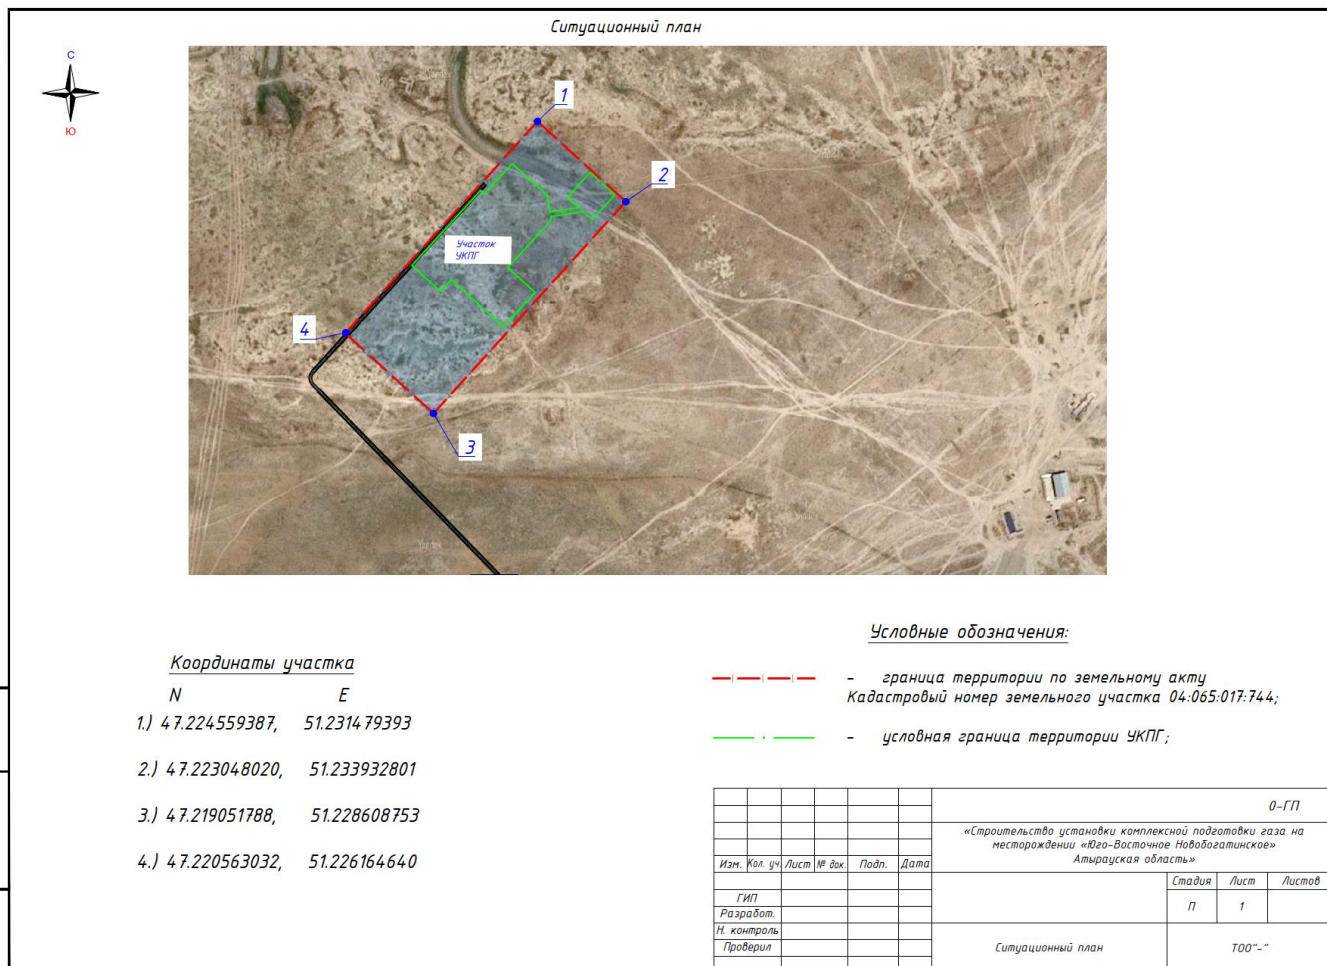 Ситуационный план
С
Ю
1
2
Участок
УКПГ
4
3
Yandex
Условные обозначения:
Координаты участка
N E
1.) 47.224559387, 51.231479393
2.) 47.223048020, 51.233932801
3.) 47.219051788, 51.228608753
4.) 47.220563032, 51.226164640
- граница территории по земельному акту
Кадастровый номер земельного участка 04:065:017:744;
- условная граница территории УКПГ;
0-ГП
«Строительство установки комплексной подготовки газа на
месторождении «Юго-Восточное Новобогатинское»
Атырауская область»
Изм. Кол. уч. Лист № док. Подп. Дата
Стадия Лист Листов
ГИП
П 1
Разработ.
Н. контроль
Проверил
Ситуационный план
ТОО"-"